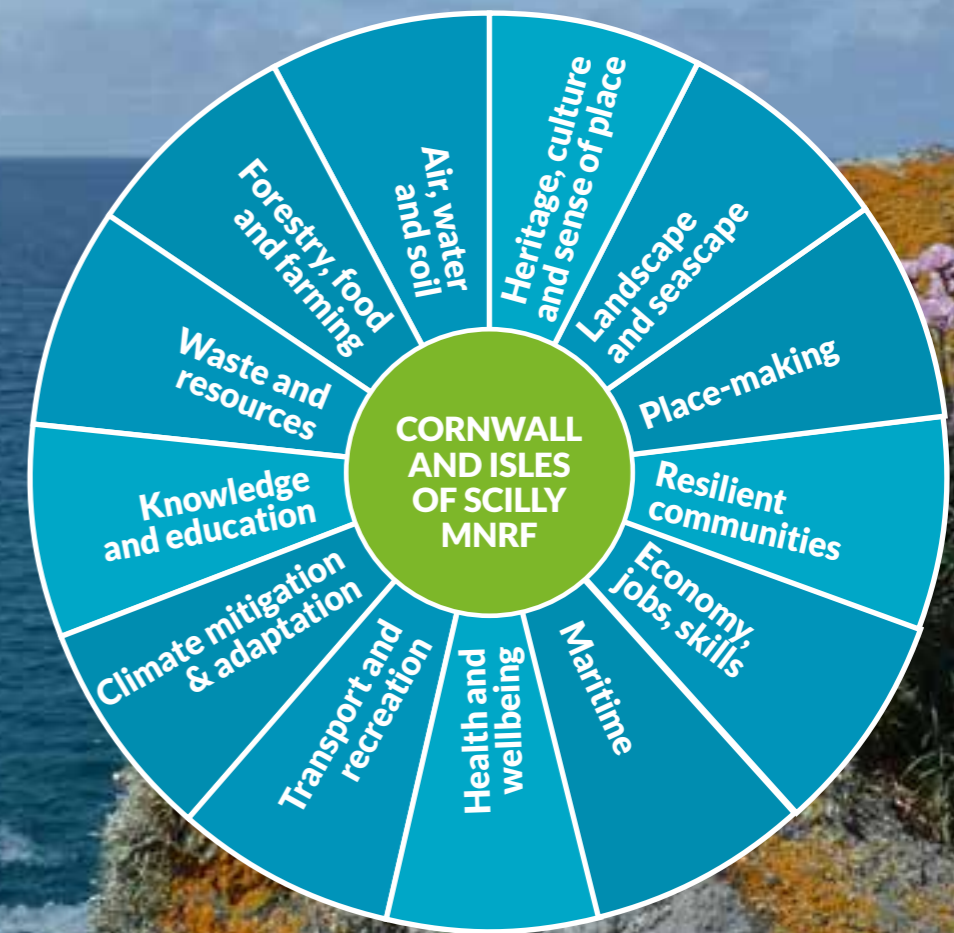 CORNWALL
AND ISLES
OF SCILLY
MNRF
Heritage, culture
and sense of place
Landscape
and seascape
Place-making
Resilient
communities
Economy,
jobs, skills
Maritime
Health and
wellbeing
Transport and
recreation
Climate mitigation
& adaptation
Knowledge
and education
Waste and
resources
Forestry, food
and farming
Air, water
and soil